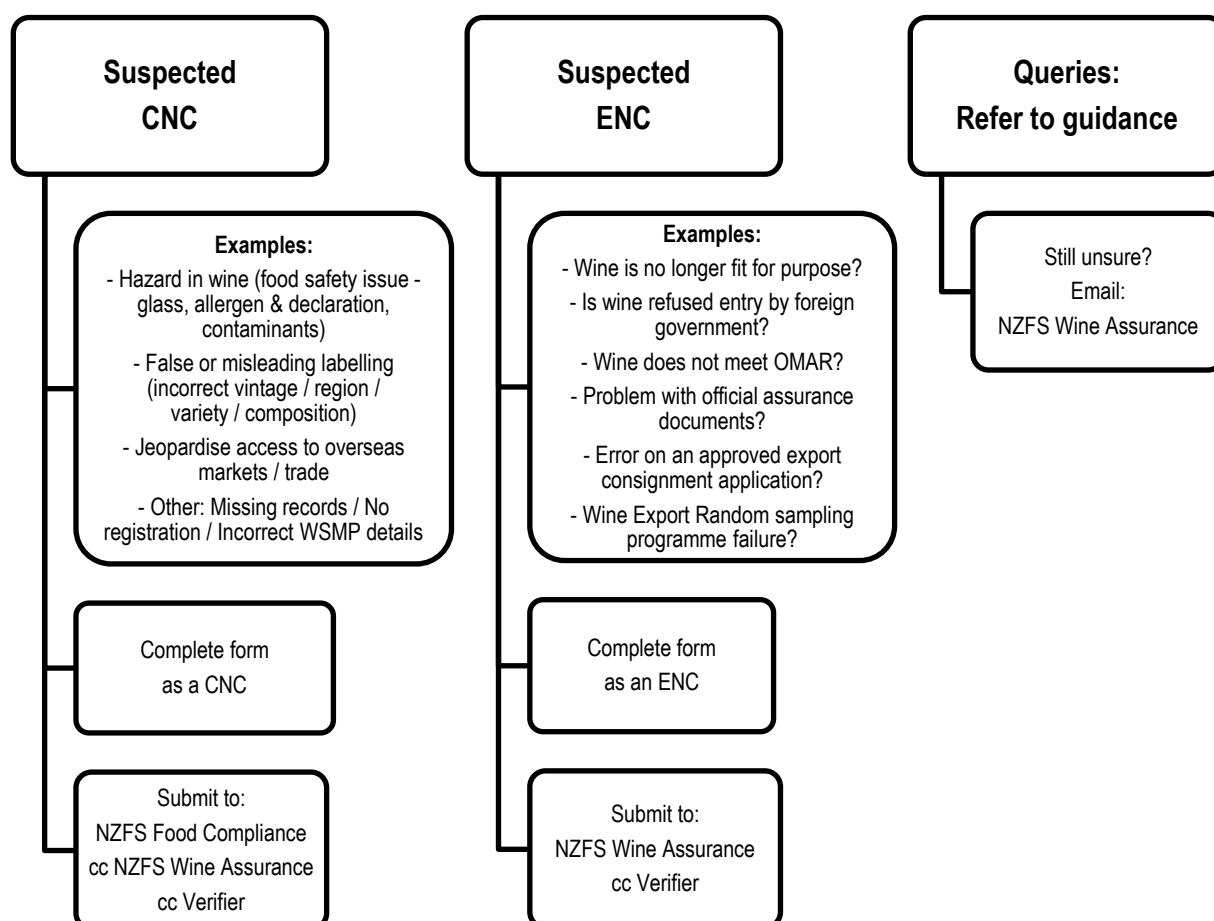 Suspected
CNC
Examples:
- Hazard in wine (food safety issue -
glass, allergen & declaration,
contaminants)
- False or misleading labelling
(incorrect vintage / region /
variety / composition)
- Jeopardise access to overseas
markets / trade
- Other: Missing records / No
registration / Incorrect WSMP details
Complete form
as a CNC
Submit to:
NZFS Food Compliance
cc NZFS Wine Assurance
cc Verifier
Suspected
ENC
Examples:
- Wine is no longer fit for purpose?
- Is wine refused entry by foreign
government?
- Wine does not meet OMAR?
- Problem with official assurance
documents?
- Error on an approved export
consignment application?
- Wine Export Random sampling
programme failure?
Complete form
as an ENC
Submit to:
NZFS Wine Assurance
cc Verifier
Queries:
Refer to guidance
Still unsure?
Email:
NZFS Wine Assurance